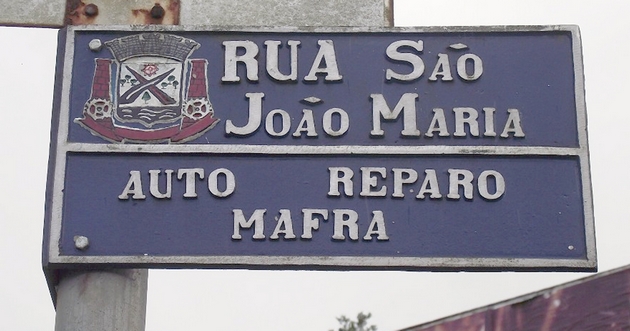 RUA SÃO
JOÃO MARIA
AUTO REPARO
MAFRA